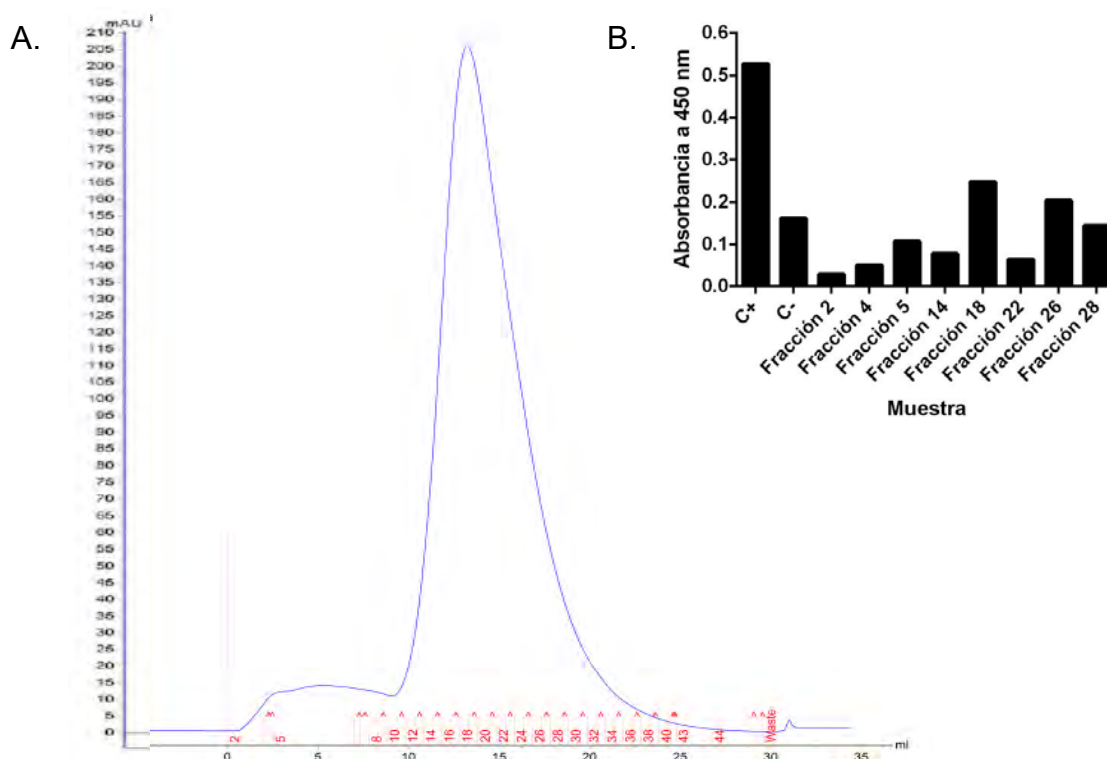 A.
mAU
210
205
200
195
190
185
180
175
170
165
160
155
150
145
140
135
130
125
120
115
110
105
100
95
90
85
80
75
70
65
60
55
50
45
40
35
30
25
20
15
10
5
0
2 5 8 10 12 14 16 18 20 22 24 26 28 30 32 34 36 38 40 43 44 Waste
0 5 10 15 20 25 30 35 ml
B.
Absorbancia a 450 nm
0.6
0.5
0.4
0.3
0.2
0.1
0.0
C+
C-
Fracción 2
Fracción 4
Fracción 5
Fracción 14
Fracción 18
Fracción 22
Fracción 26
Fracción 28
Muestra